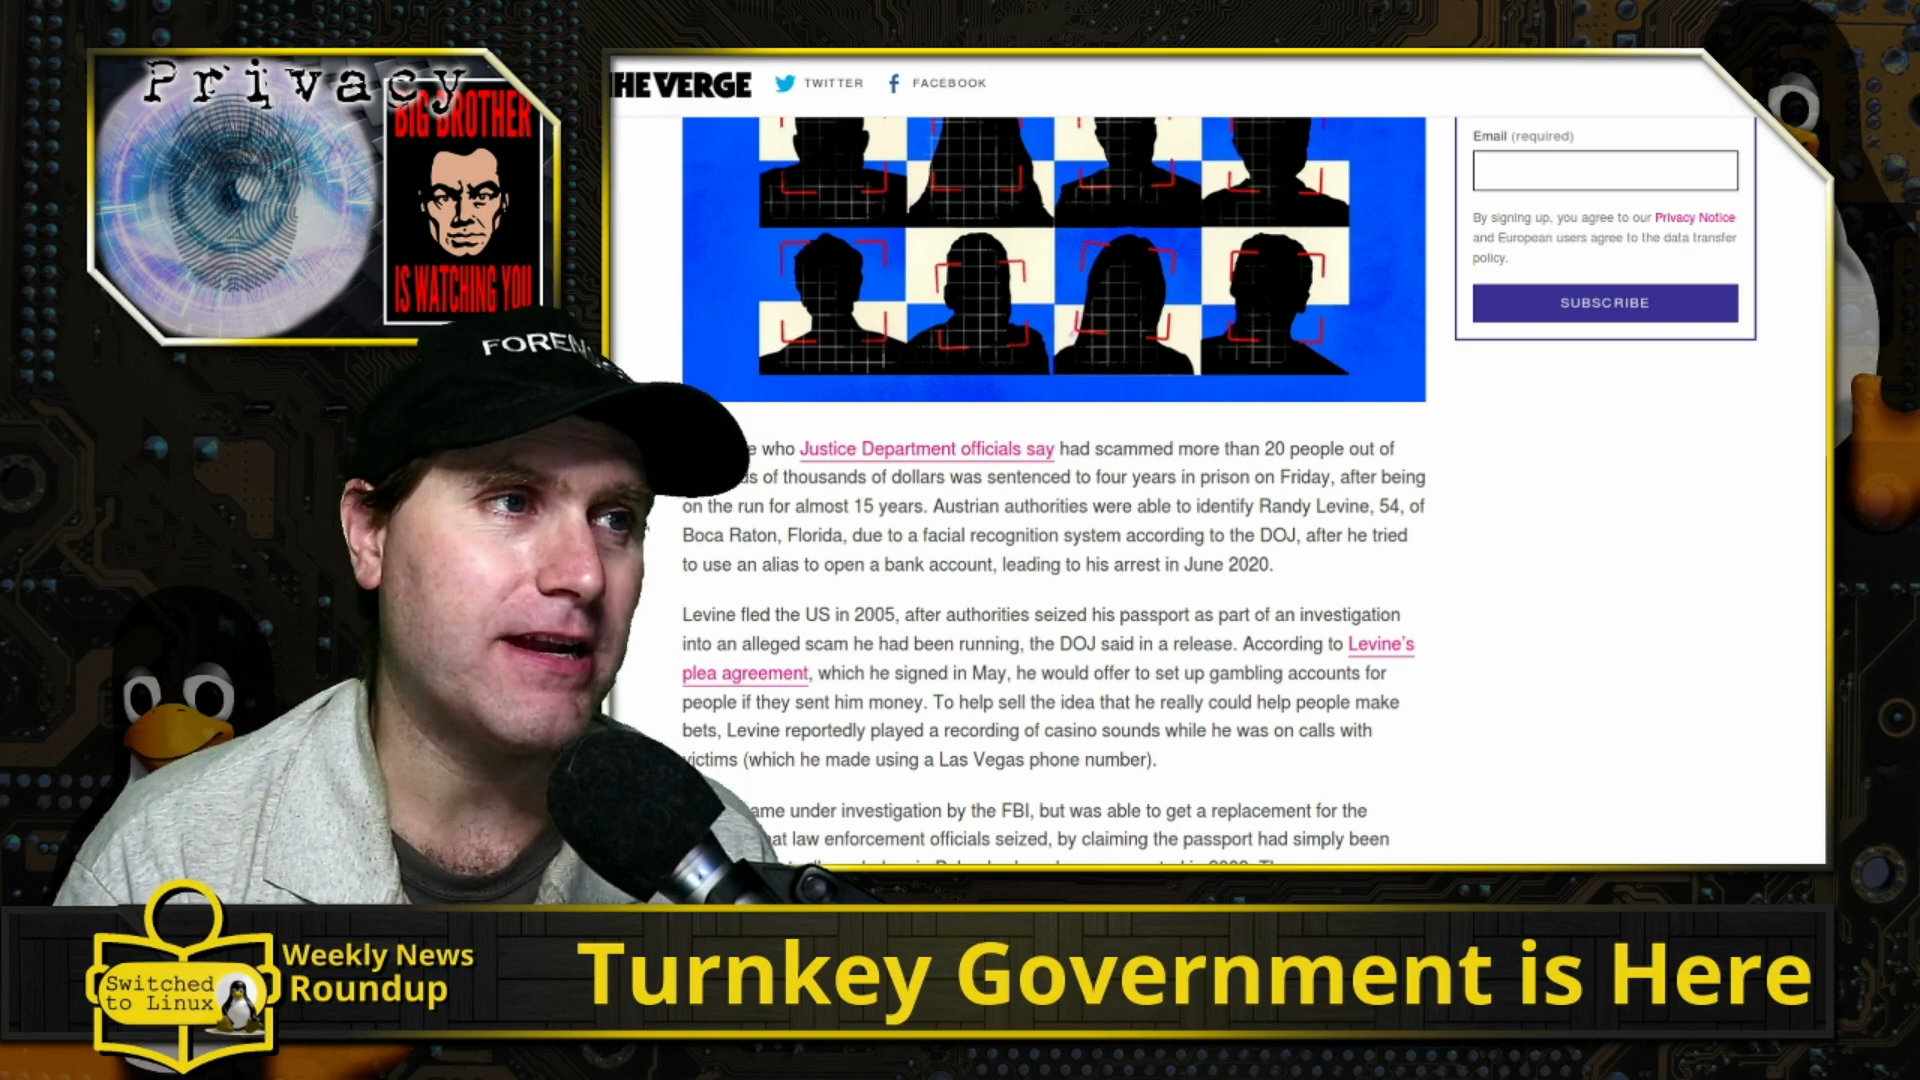 Privacy
BIG BROTHER
IS WATCHING YOU
HE VERGE
TWITTER
FACEBOOK
Email (required)
By signing up, you agree to our Privacy Notice
and European users agree to the data transfer
policy.
SUBSCRIBE
FOREN
who Justice Department officials say had scammed more than 20 people out of
of thousands of dollars was sentenced to four years in prison on Friday, after being
on the run for almost 15 years. Austrian authorities were able to identify Randy Levine, 54, of
Boca Raton, Florida, due to a facial recognition system according to the DOJ, after he tried
to use an alias to open a bank account, leading to his arrest in June 2020.
Levine fled the US in 2005, after authorities seized his passport as part of an investigation
into an alleged scam he had been running, the DOJ said in a release. According to Levine's
plea agreement, which he signed in May, he would offer to set up gambling accounts for
people if they sent him money. To help sell the idea that he really could help people make
bets, Levine reportedly played a recording of casino sounds while he was on calls with
victims (which he made using a Las Vegas phone number).
ame under investigation by the FBI, but was able to get a replacement for the
at law enforcement officials seized, by claiming the passport had simply been
Switched
to Linux
Weekly News
Roundup
Turnkey Government is Here